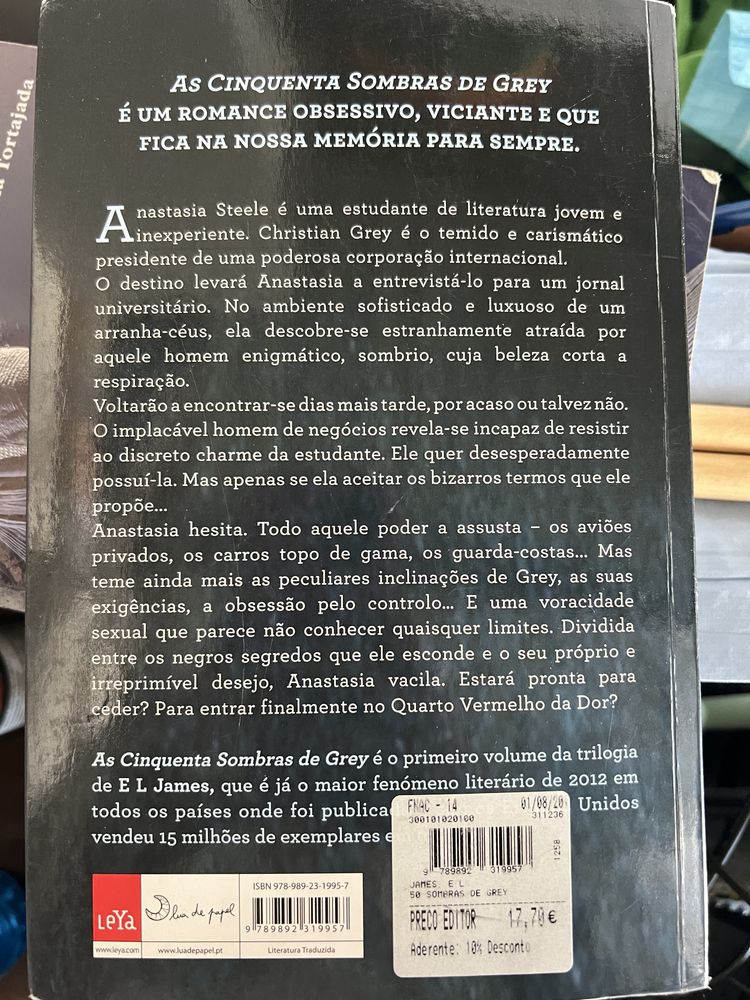 a Tortajada
As Cinquenta Sombras de Grey
É UM ROMANCE OBSESSIVO, VICIANTE E QUE
FICA NA NOSSA MEMÓRIA PARA SEMPRE.
Anastasia Steele é uma estudante de literatura jovem e
inexperiente. Christian Grey é o temido e carismático
presidente de uma poderosa corporação internacional.
O destino levará Anastasia a entrevistá-lo para um jornal
universitário. No ambiente sofisticado e luxuoso de um
arranha-céus, ela descobre-se estranhamente atraída por
aquele homem enigmático, sombrio, cuja beleza corta a
respiração.
Voltarão a encontrar-se dias mais tarde, por acaso ou talvez não.
O implacável homem de negócios revela-se incapaz de resistir
ao discreto charme da estudante. Ele quer desesperadamente
possuí-la. Mas apenas se ela aceitar os bizarros termos que ele
propõe...
Anastasia hesita. Todo aquele poder a assusta – os aviões
privados, os carros topo de gama, os guarda-costas... Mas
teme ainda mais as peculiares inclinações de Grey, as suas
exigências, a obsessão pelo controlo... E uma voracidade
sexual que parece não conhecer quaisquer limites. Dividida
entre os negros segredos que ele esconde e o seu próprio e
irreprimível desejo, Anastasia vacila. Estará pronta para
ceder? Para entrar finalmente no Quarto Vermelho da Dor?
As Cinquenta Sombras de Grey é o primeiro volume da trilogia
de E L James, que é já o maior fenómeno literário de 2012 em
todos os países onde foi publicad Unidos
vendeu 15 milhões de exemplares em
FNAC - 14 01/08/20
300101020180 311236
1258
9 789892 319957
JAMES, E L
50 SOMBRAS DE GREY
PRECO EDITOR 17,70 €
Aderente: 10% Desconto
LEYA
www.leya.com
lua de papel
www.luadepapel.pt
ISBN 978-989-23-1995-7
9 789892 319957
Literatura Traduzida